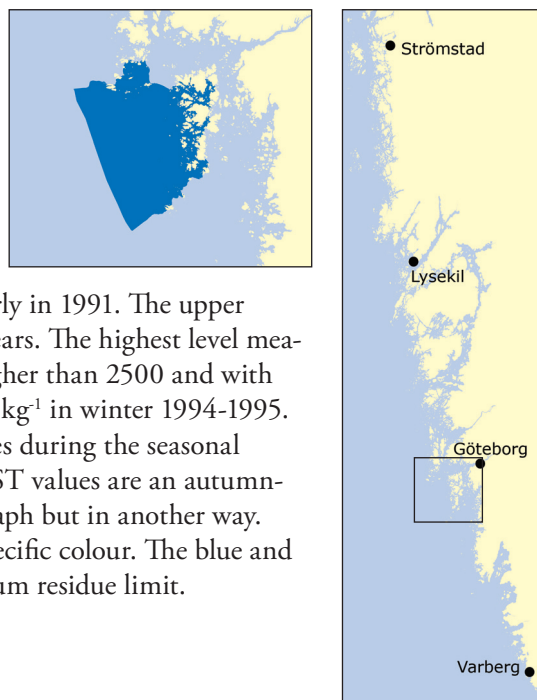 Strömstad
Lysekil
Göteborg
Varberg
rly in 1991. The upper
ears. The highest level mea-
gher than 2500 and with
kg-1 in winter 1994-1995.
es during the seasonal
ST values are an autumn-
aph but in another way.
ecific colour. The blue and
um residue limit.